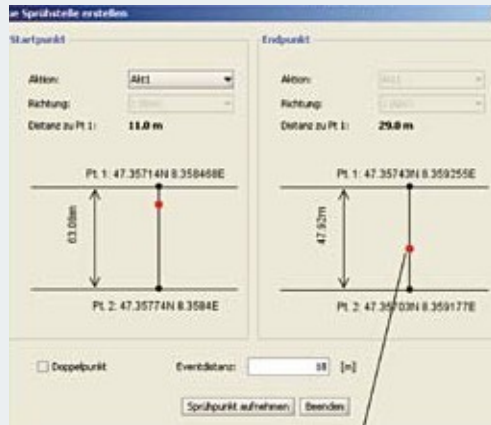 ue Sprühstelle erstellen
Startpunkt
Aktion: Akt1
Richtung:
Distanz zu Pt 1: 11.0 m
Pt. 1: 47.35714N 8.358468E
63.08m
Pt. 2: 47.35774N 8.3584E
Endpunkt
Aktion: Akt1
Richtung:
Distanz zu Pt 1: 29.0 m
Pt. 1: 47.35743N 8.359255E
47.92m
Pt. 2: 47.35703N 8.359177E
Doppelpunkt
Eventdistanz: 18 [m]
Sprühpunkt aufnehmen
Beenden